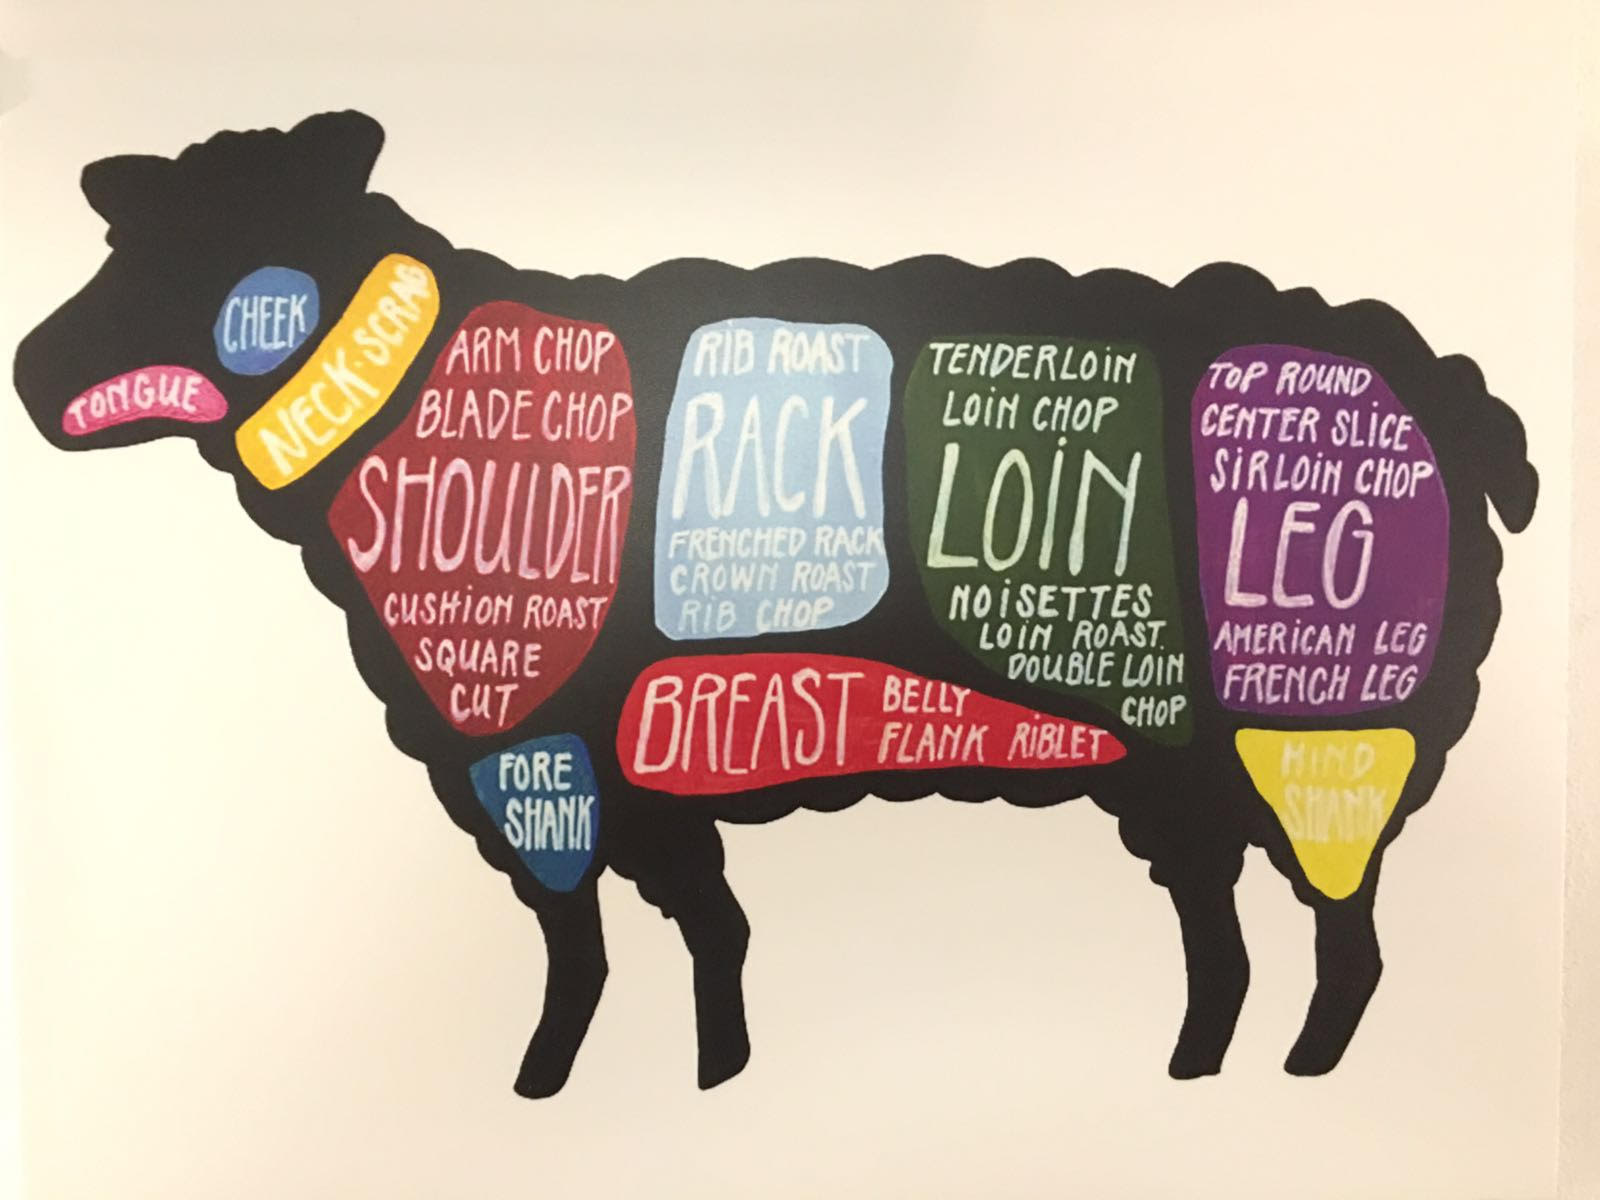 CHEEK
TONGUE
NECK·SCRAG
ARM CHOP
BLADE CHOP
SHOULDER
CUSHION ROAST
SQUARE
CUT
FORE
SHANK
RIB ROAST
RACK
FRENCHED RACK
CROWN ROAST
RIB CHOP
BREAST
BELLY
FLANK RIBLET
TENDERLOIN
LOIN CHOP
LOIN
NOISETTES
LOIN ROAST
DOUBLE LOIN
CHOP
TOP ROUND
CENTER SLICE
SIRLOIN CHOP
LEG
AMERICAN LEG
FRENCH LEG
HIND
SHANK